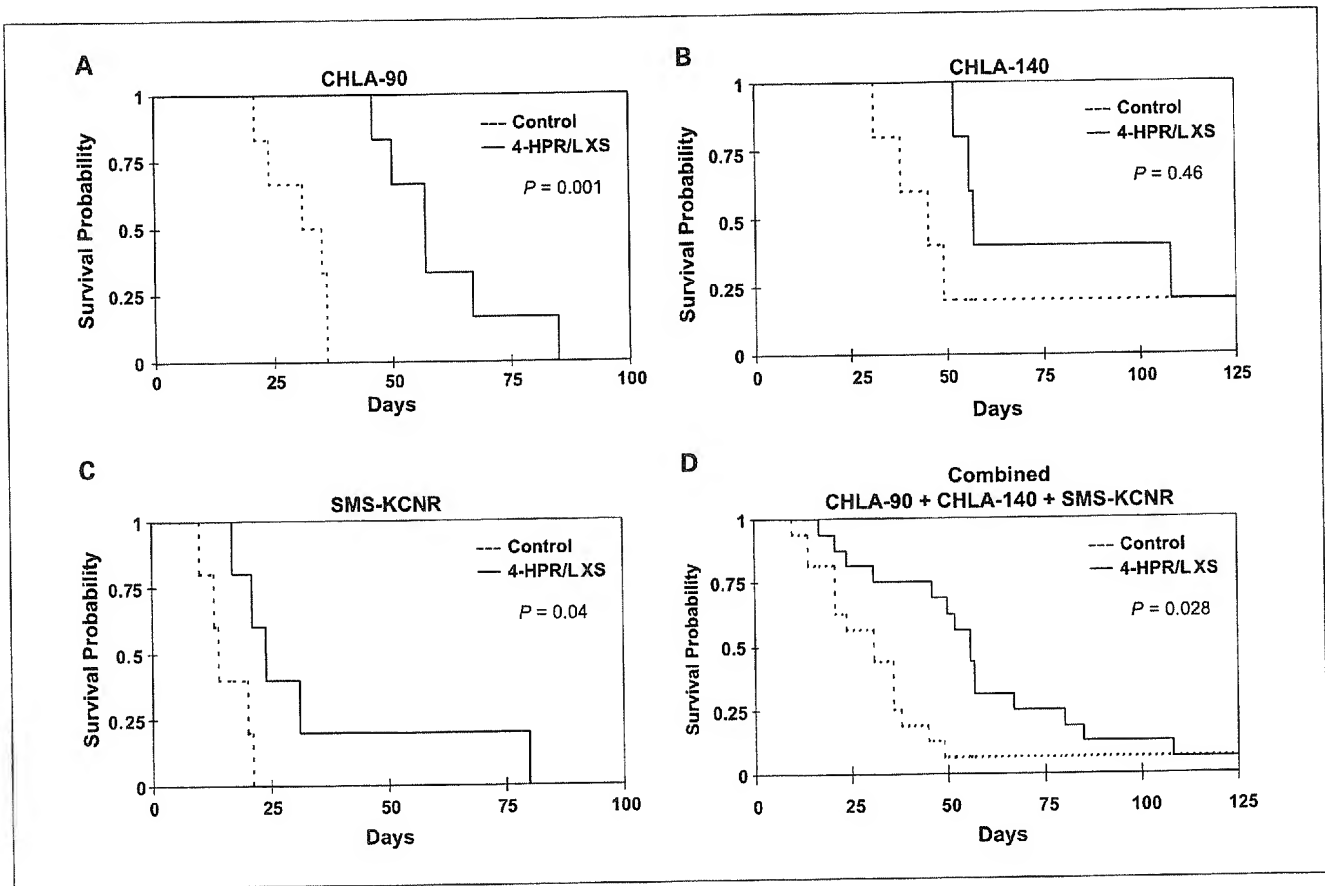 A
CHLA-90
1
0.75
0.5
0.25
0
Survival Probability
--- Control
— 4-HPR/LXS
P = 0.001
0
25
50
75
100
Days
B
CHLA-140
1
0.75
0.5
0.25
0
Survival Probability
--- Control
— 4-HPR/LXS
P = 0.46
0
25
50
75
100
125
Days
C
SMS-KCNR
1
0.75
0.5
0.25
0
Survival Probability
--- Control
— 4-HPR/LXS
P = 0.04
0
25
50
75
100
Days
D
Combined
CHLA-90 + CHLA-140 + SMS-KCNR
1
0.75
0.5
0.25
0
Survival Probability
--- Control
— 4-HPR/LXS
P = 0.028
0
25
50
75
100
125
Days